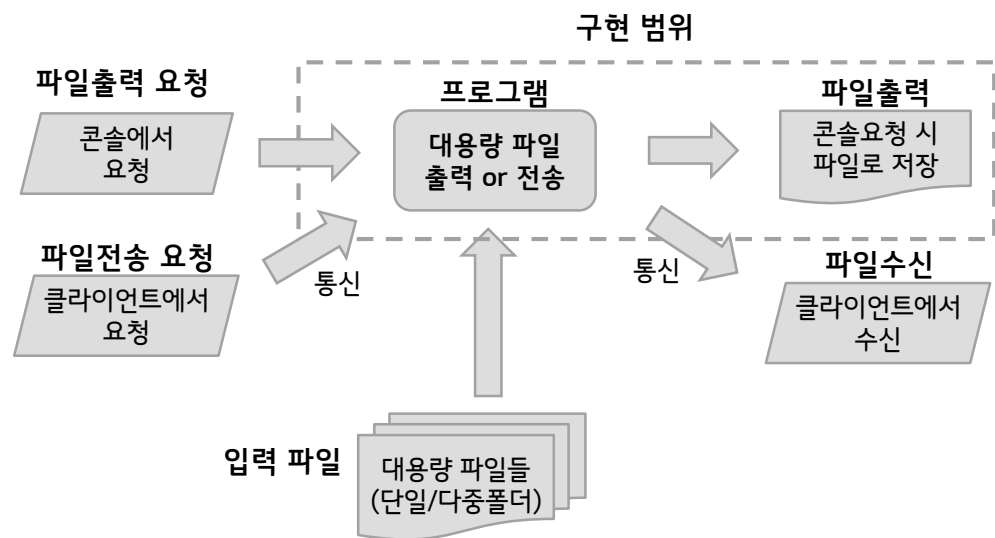 구현 범위
파일출력 요청
콘솔에서
요청
프로그램
대용량 파일
출력 or 전송
파일출력
콘솔요청 시
파일로 저장
파일전송 요청
클라이언트에서
요청
통신
통신
파일수신
클라이언트에서
수신
입력 파일
대용량 파일들
(단일/다중폴더)